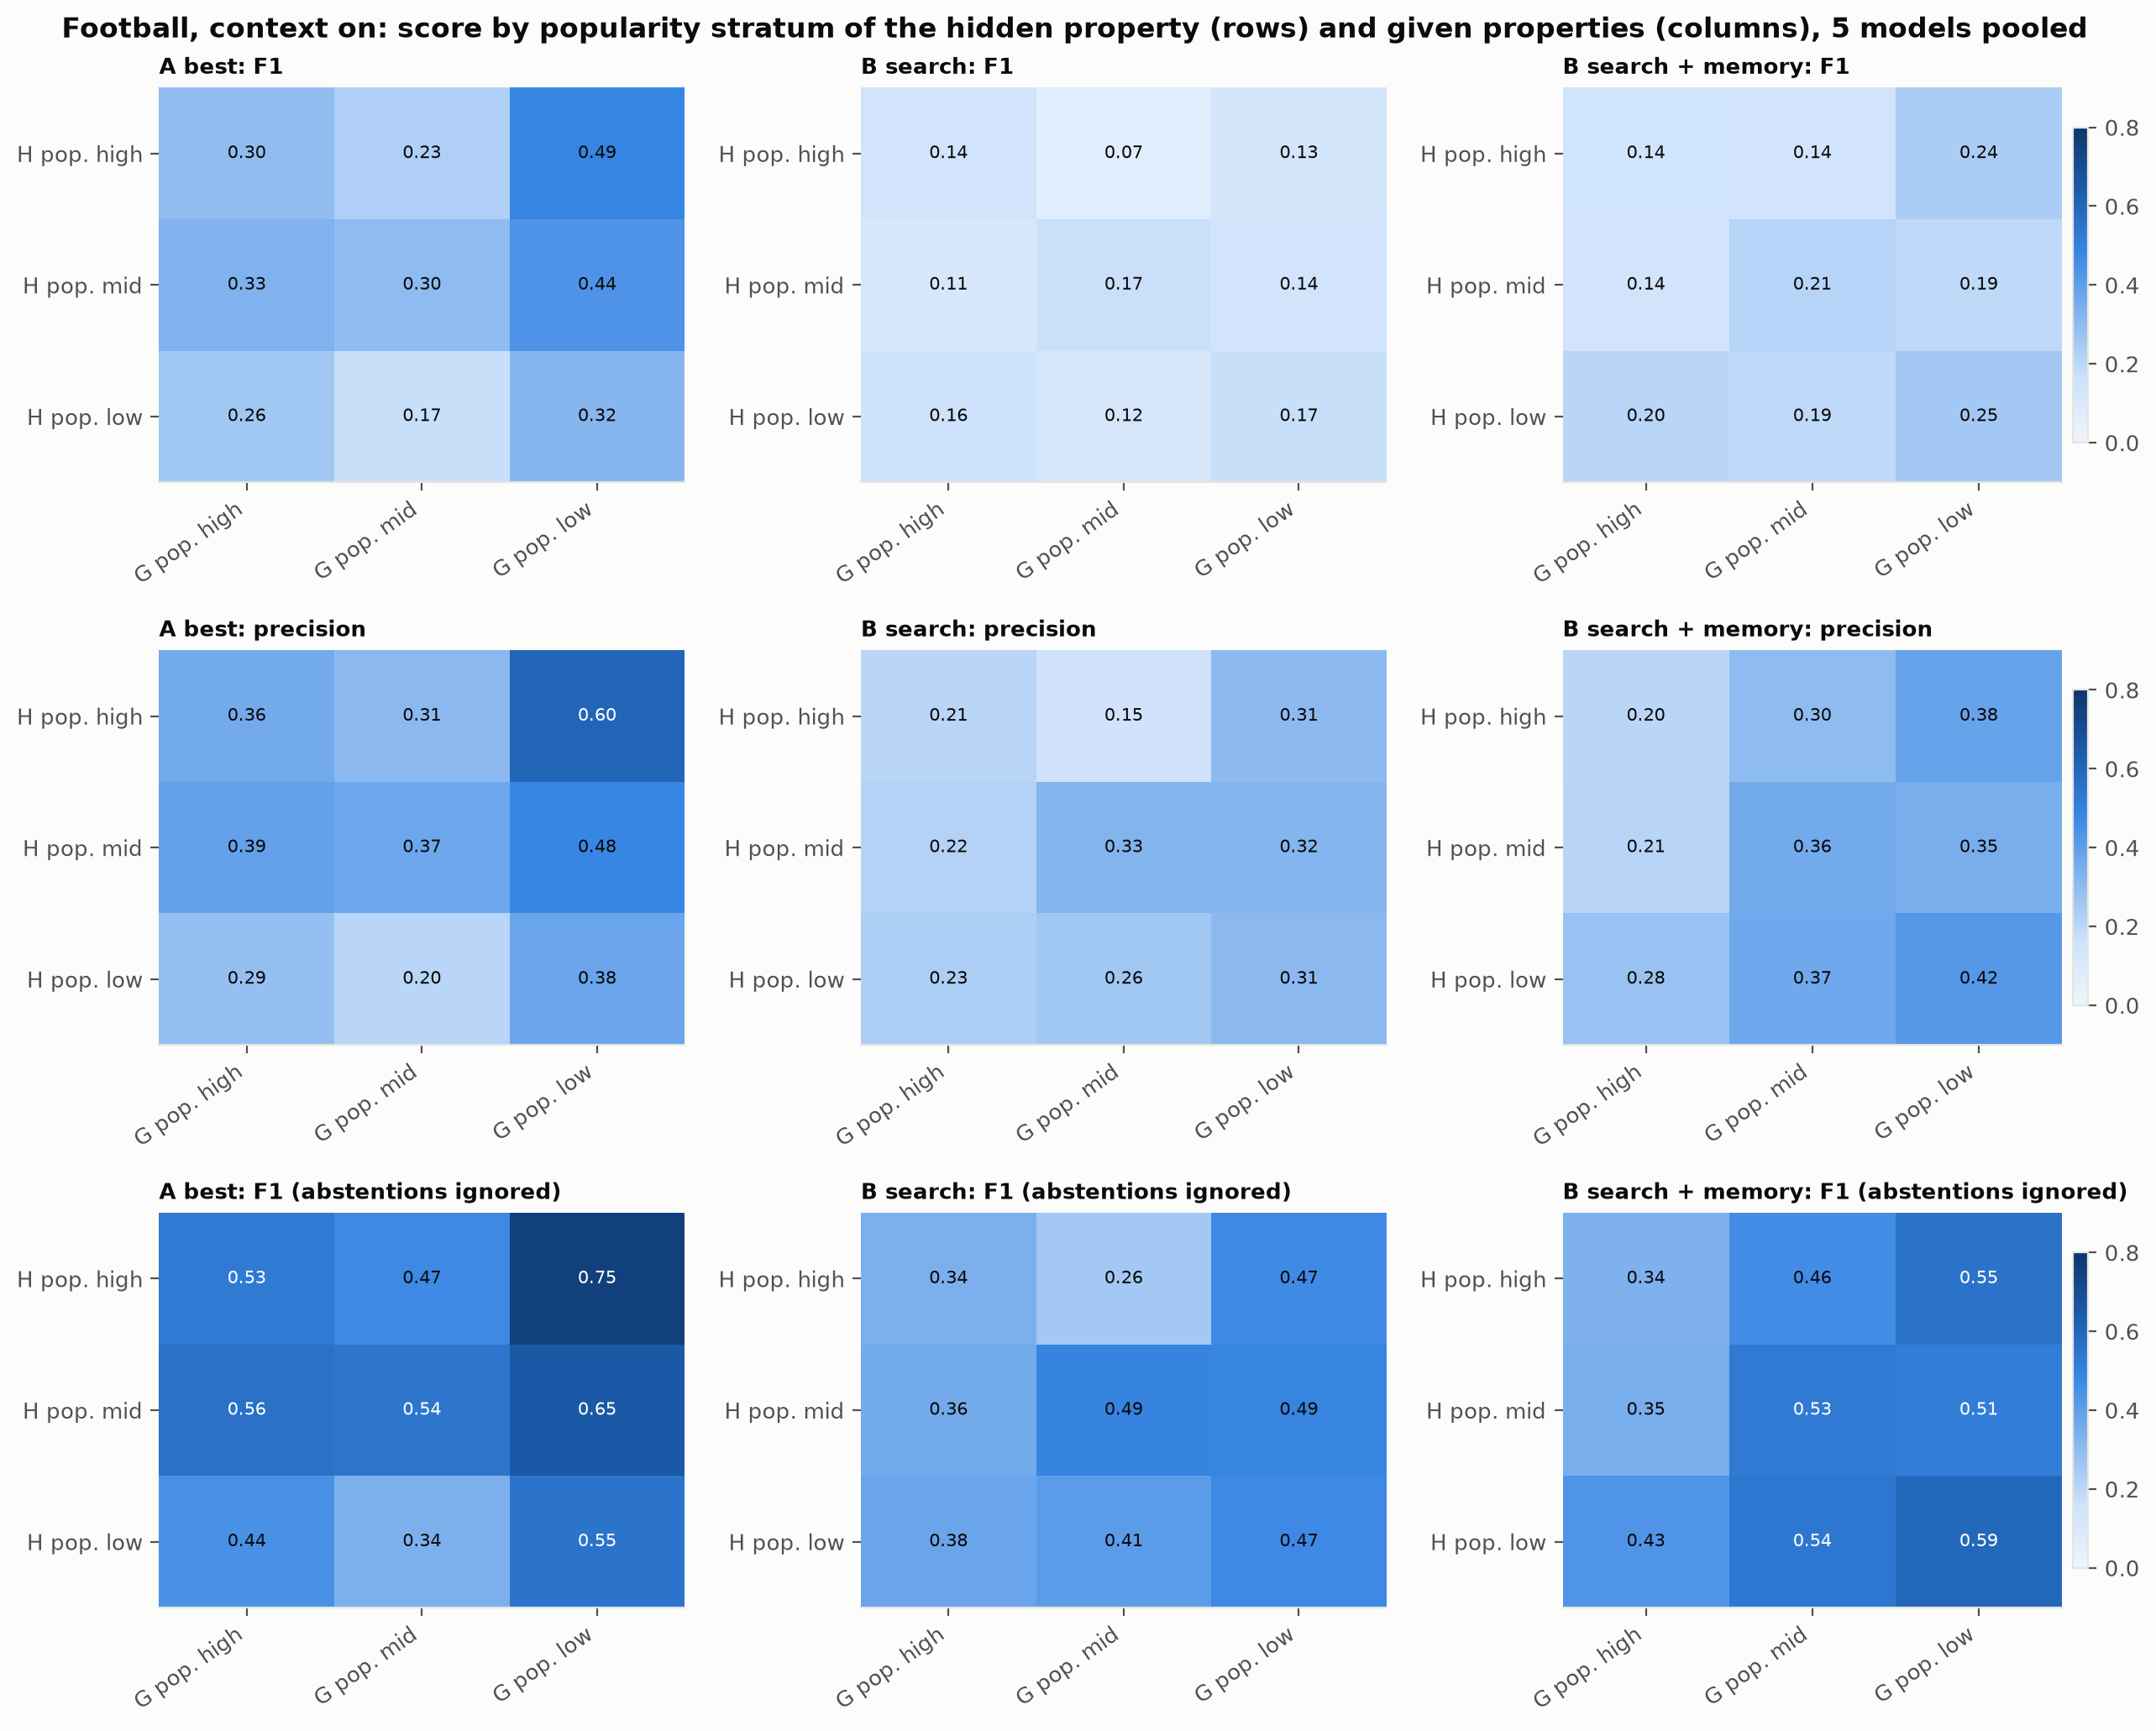 Football, context on: score by popularity stratum of the hidden property (rows) and given properties (columns), 5 models pooled
A best: F1
H pop. high
0.30 0.23 0.49
H pop. mid
0.33 0.30 0.44
H pop. low
0.26 0.17 0.32
G pop. high
G pop. mid
G pop. low
B search: F1
H pop. high
0.14 0.07 0.13
H pop. mid
0.11 0.17 0.14
H pop. low
0.16 0.12 0.17
G pop. high
G pop. mid
G pop. low
B search + memory: F1
H pop. high
0.14 0.14 0.24
H pop. mid
0.14 0.21 0.19
H pop. low
0.20 0.19 0.25
G pop. high
G pop. mid
G pop. low
0.8
0.6
0.4
0.2
0.0
A best: precision
H pop. high
0.36 0.31 0.60
H pop. mid
0.39 0.37 0.48
H pop. low
0.29 0.20 0.38
G pop. high
G pop. mid
G pop. low
B search: precision
H pop. high
0.21 0.15 0.31
H pop. mid
0.22 0.33 0.32
H pop. low
0.23 0.26 0.31
G pop. high
G pop. mid
G pop. low
B search + memory: precision
H pop. high
0.20 0.30 0.38
H pop. mid
0.21 0.36 0.35
H pop. low
0.28 0.37 0.42
G pop. high
G pop. mid
G pop. low
0.8
0.6
0.4
0.2
0.0
A best: F1 (abstentions ignored)
H pop. high
0.53 0.47 0.75
H pop. mid
0.56 0.54 0.65
H pop. low
0.44 0.34 0.55
G pop. high
G pop. mid
G pop. low
B search: F1 (abstentions ignored)
H pop. high
0.34 0.26 0.47
H pop. mid
0.36 0.49 0.49
H pop. low
0.38 0.41 0.47
G pop. high
G pop. mid
G pop. low
B search + memory: F1 (abstentions ignored)
H pop. high
0.34 0.46 0.55
H pop. mid
0.35 0.53 0.51
H pop. low
0.43 0.54 0.59
G pop. high
G pop. mid
G pop. low
0.8
0.6
0.4
0.2
0.0